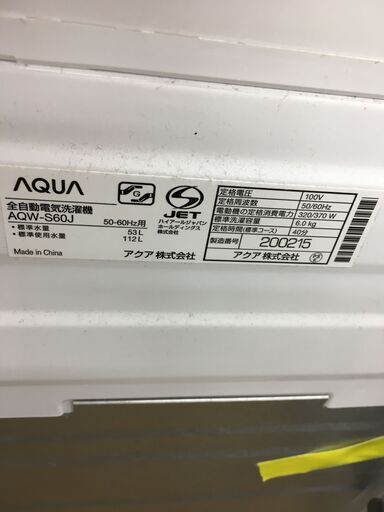 AQUA
全自動電気洗濯機
AQW-S60J
50-60Hz用
・標準水量 53L
・標準使用水量 112L
Made in China
JET
ハイアールジャパン
ホールディングス
株式会社
アクア 株式会社
定格電圧 100V
定格周波数 50/60Hz
電動機の定格消費電力 320/370 W
標準洗濯容量 6.0 kg
定格時間(標準コース) 40分
製造番号 200215
アクア 株式会社